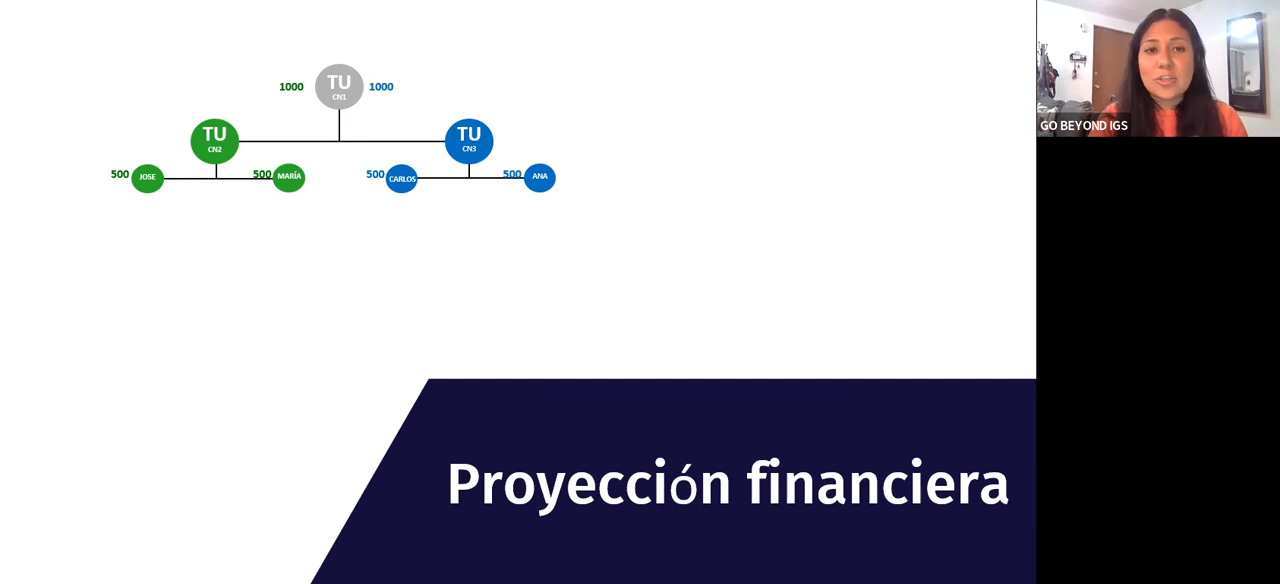 1000 TU 1000
CN1
TU
CN2
TU
CN3
500 JOSE
500 MARÍA
500 CARLOS
500 ANA
Proyección financiera
GO BEYOND IGS